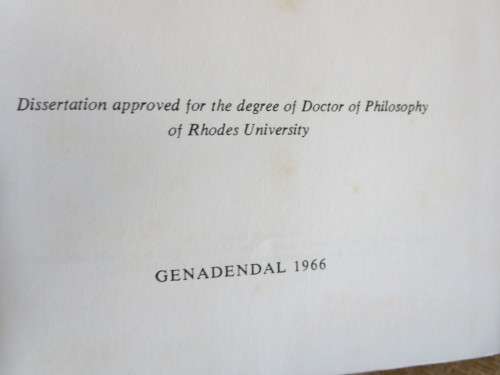 Dissertation approved for the degree of Doctor of Philosophy
of Rhodes University
GENADENDAL 1966